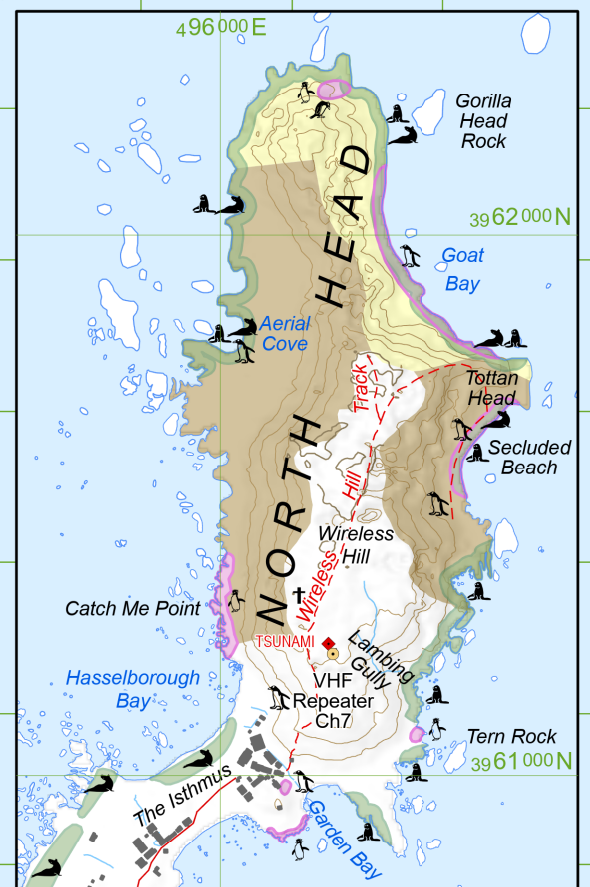 496000E
Gorilla
Head
Rock
3962000N
Goat
Bay
NORTH HEAD
Aerial
Cove
Tottan
Head
Secluded
Beach
Wireless Hill Track
Wireless
Hill
Catch Me Point
TSUNAMI
Lambing
Gully
Hasselborough
Bay
VHF
Repeater
Ch7
Tern Rock
3961000N
The Isthmus
Garden Bay